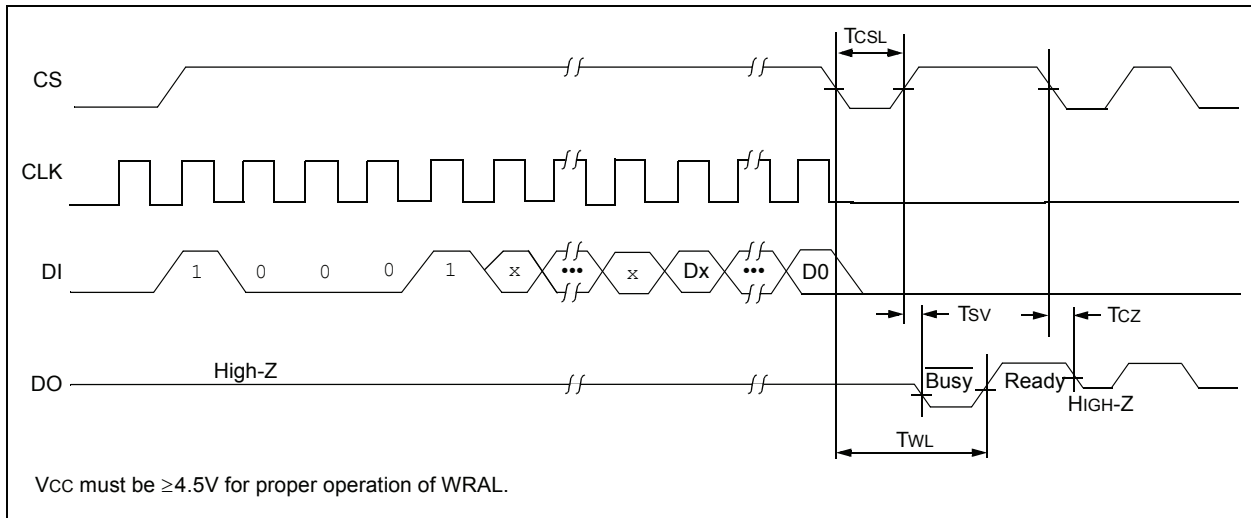 TCSL
CS
CLK
DI
1 0 0 0 1 x ••• x Dx ••• D0
TSV
TCZ
High-Z
DO
Busy
Ready
HIGH-Z
TWL
VCC must be ≥4.5V for proper operation of WRAL.